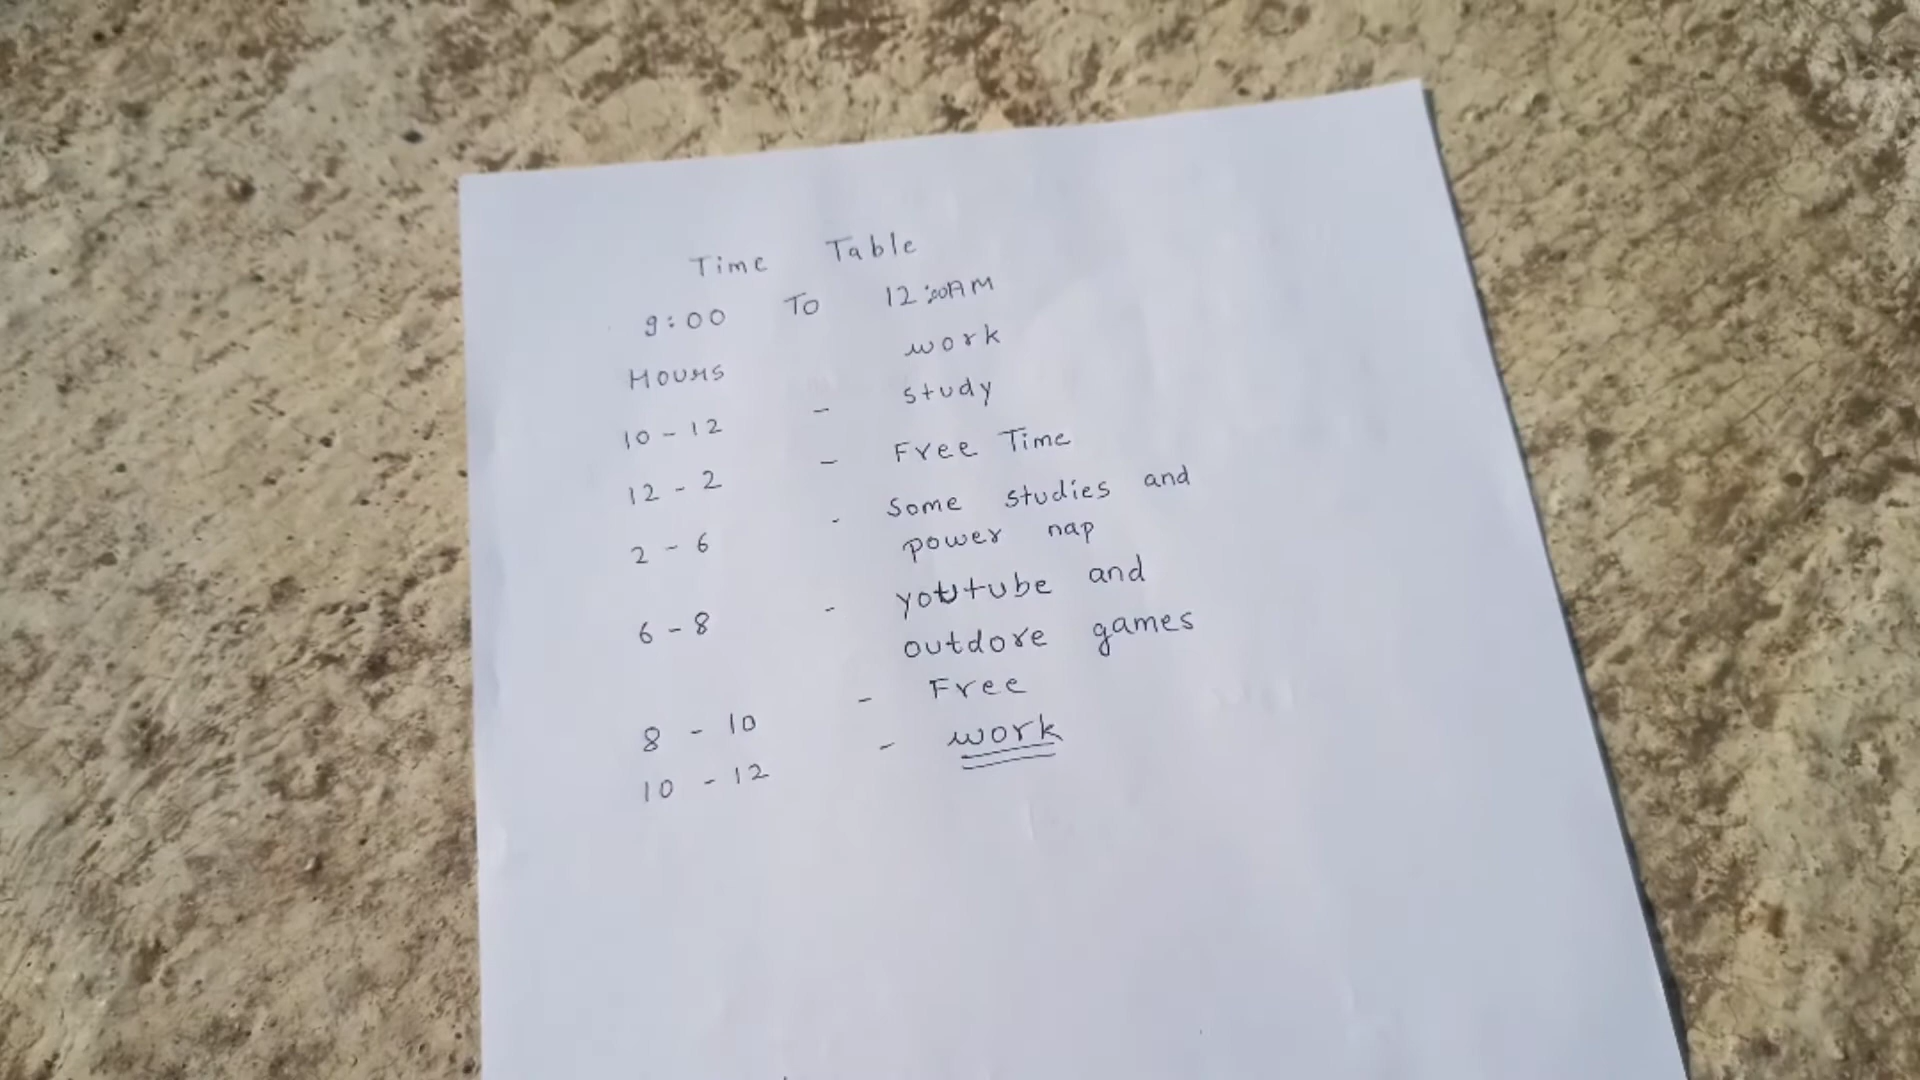 Time Table
9:00 To 12:00AM
Hours work
10 - 12 - study
12 - 2 - Free Time
2 - 6 - Some studies and
power nap
6 - 8 - youtube and
outdore games
8 - 10 - Free
10 - 12 - work